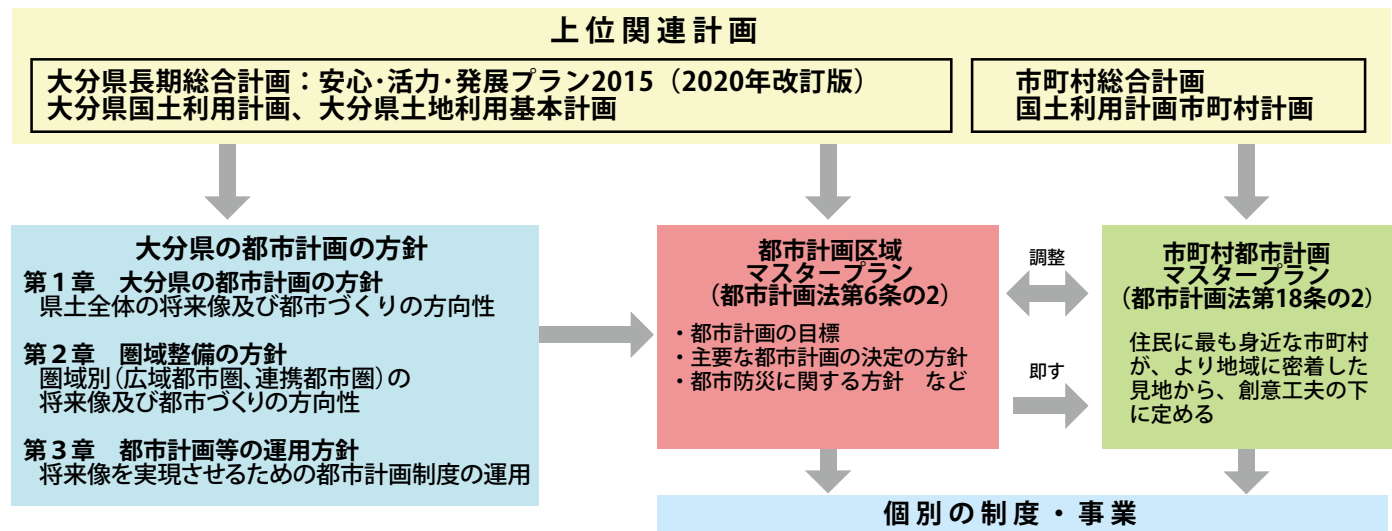 上位関連計画
大分県長期総合計画：安心・活力・発展プラン2015（2020年改訂版）
大分県国土利用計画、大分県土地利用基本計画
市町村総合計画
国土利用計画市町村計画
大分県の都市計画の方針
第１章　大分県の都市計画の方針
県土全体の将来像及び都市づくりの方向性
第２章　圏域整備の方針
圏域別（広域都市圏、連携都市圏）の
将来像及び都市づくりの方向性
第３章　都市計画等の運用方針
将来像を実現させるための都市計画制度の運用
都市計画区域
マスタープラン
（都市計画法第6条の2）
・都市計画の目標
・主要な都市計画の決定の方針
・都市防災に関する方針　など
調整
即す
市町村都市計画
マスタープラン
（都市計画法第18条の2）
住民に最も身近な市町村
が、より地域に密着した
見地から、創意工夫の下
に定める
個別の制度・事業